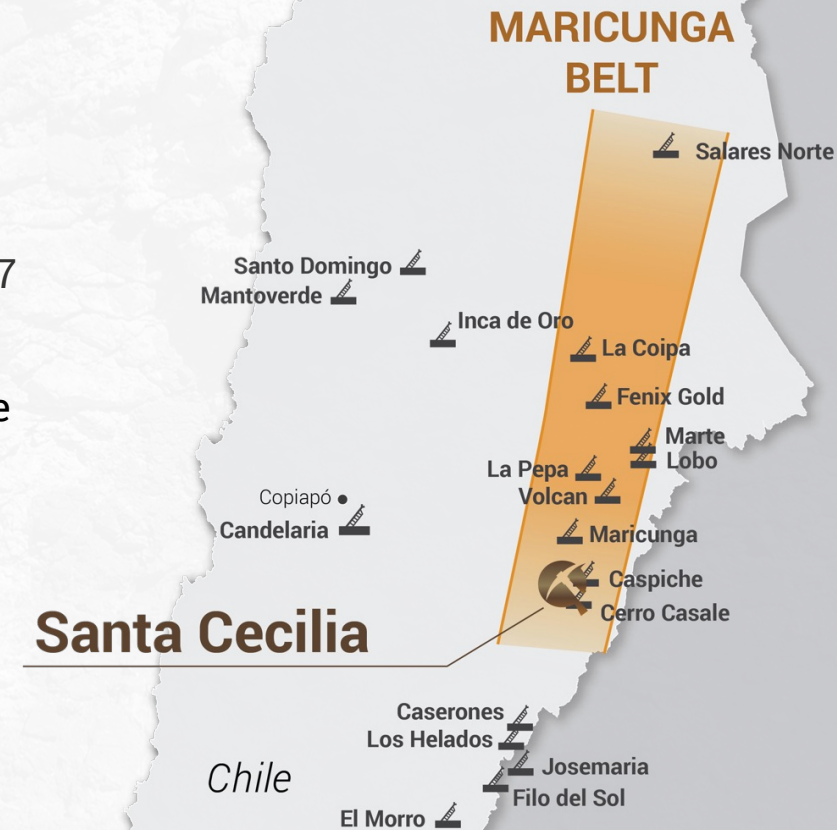 MARICUNGA
BELT
Salares Norte
Santo Domingo
7
Mantoverde
Inca de Oro
La Coipa
Fenix Gold
e
Marte
Lobo
La Pepa
Volcan
Copiapó
Candelaria
Maricunga
Caspiche
Cerro Casale
Santa Cecilia
Caserones
Los Helados
Josemaria
Chile
Filo del Sol
El Morro